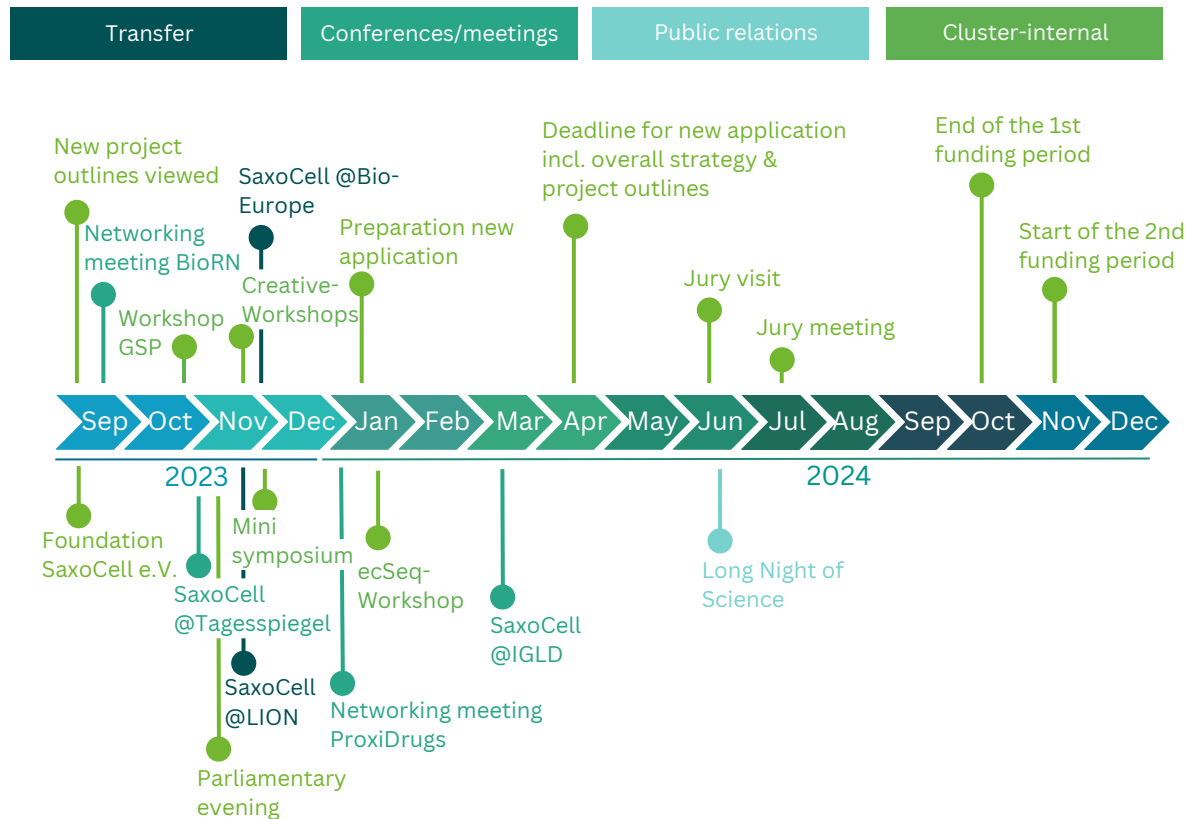 Transfer
Conferences/meetings
Public relations
Cluster-internal
New project
outlines viewed
Networking
meeting BioRN
Workshop
GSP
SaxoCell @Bio-
Europe
Creative-
Workshops
Preparation new
application
Deadline for new application
incl. overall strategy &
project outlines
Jury visit
Jury meeting
End of the 1st
funding period
Start of the 2nd
funding period
Sep
Oct
Nov
Dec
Jan
Feb
Mar
Apr
May
Jun
Jul
Aug
Sep
Oct
Nov
Dec
2023
2024
Foundation
SaxoCell e.V.
SaxoCell
@Tagesspiegel
Parliamentary
evening
SaxoCell
@LION
Mini
symposium
Networking meeting
ProxiDrugs
ecSeq-
Workshop
SaxoCell
@IGLD
Long Night of
Science